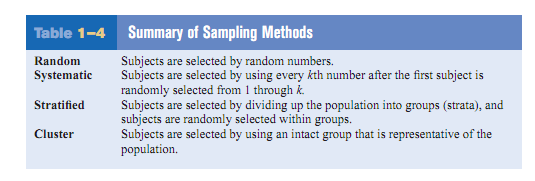 Table 1–4 Summary of Sampling Methods
Random Subjects are selected by random numbers.
Systematic Subjects are selected by using every kth number after the first subject is
randomly selected from 1 through k.
Stratified Subjects are selected by dividing up the population into groups (strata), and
subjects are randomly selected within groups.
Cluster Subjects are selected by using an intact group that is representative of the
population.